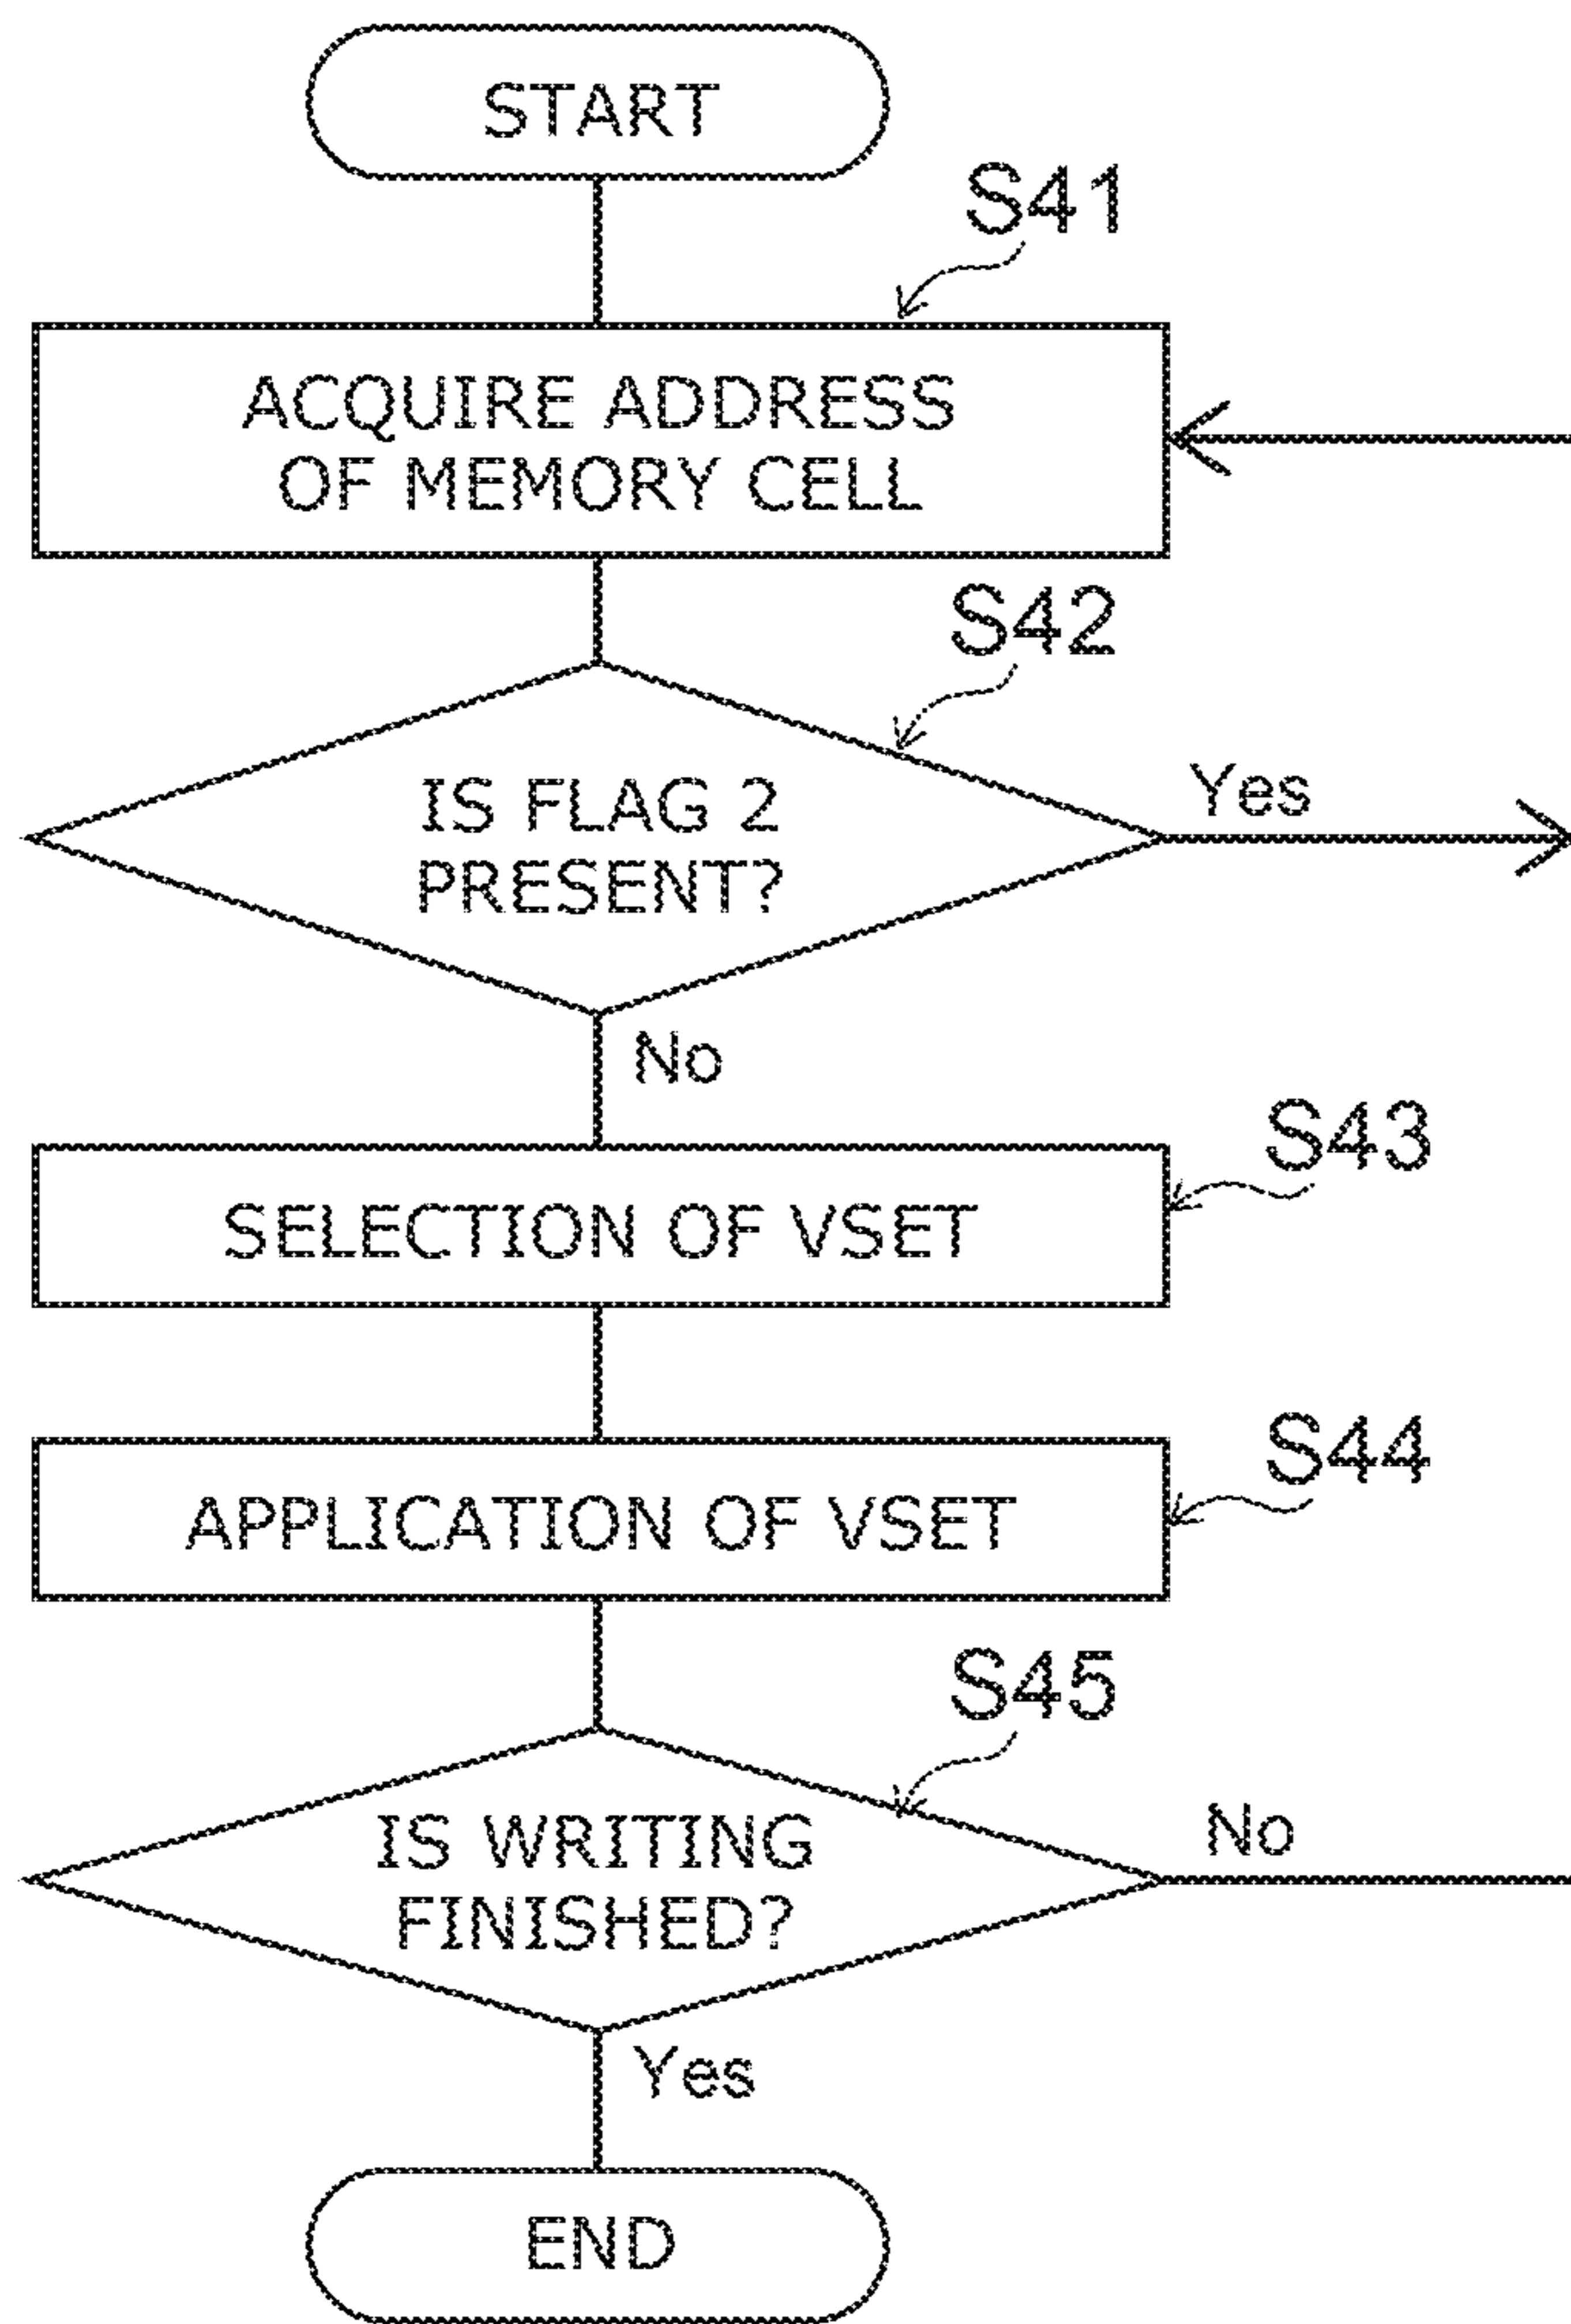 START
S41
ACQUIRE ADDRESS
OF MEMORY CELL
S42
IS FLAG 2
PRESENT?
Yes
No
S43
SELECTION OF VSET
S44
APPLICATION OF VSET
S45
IS WRITING
FINISHED?
No
Yes
END